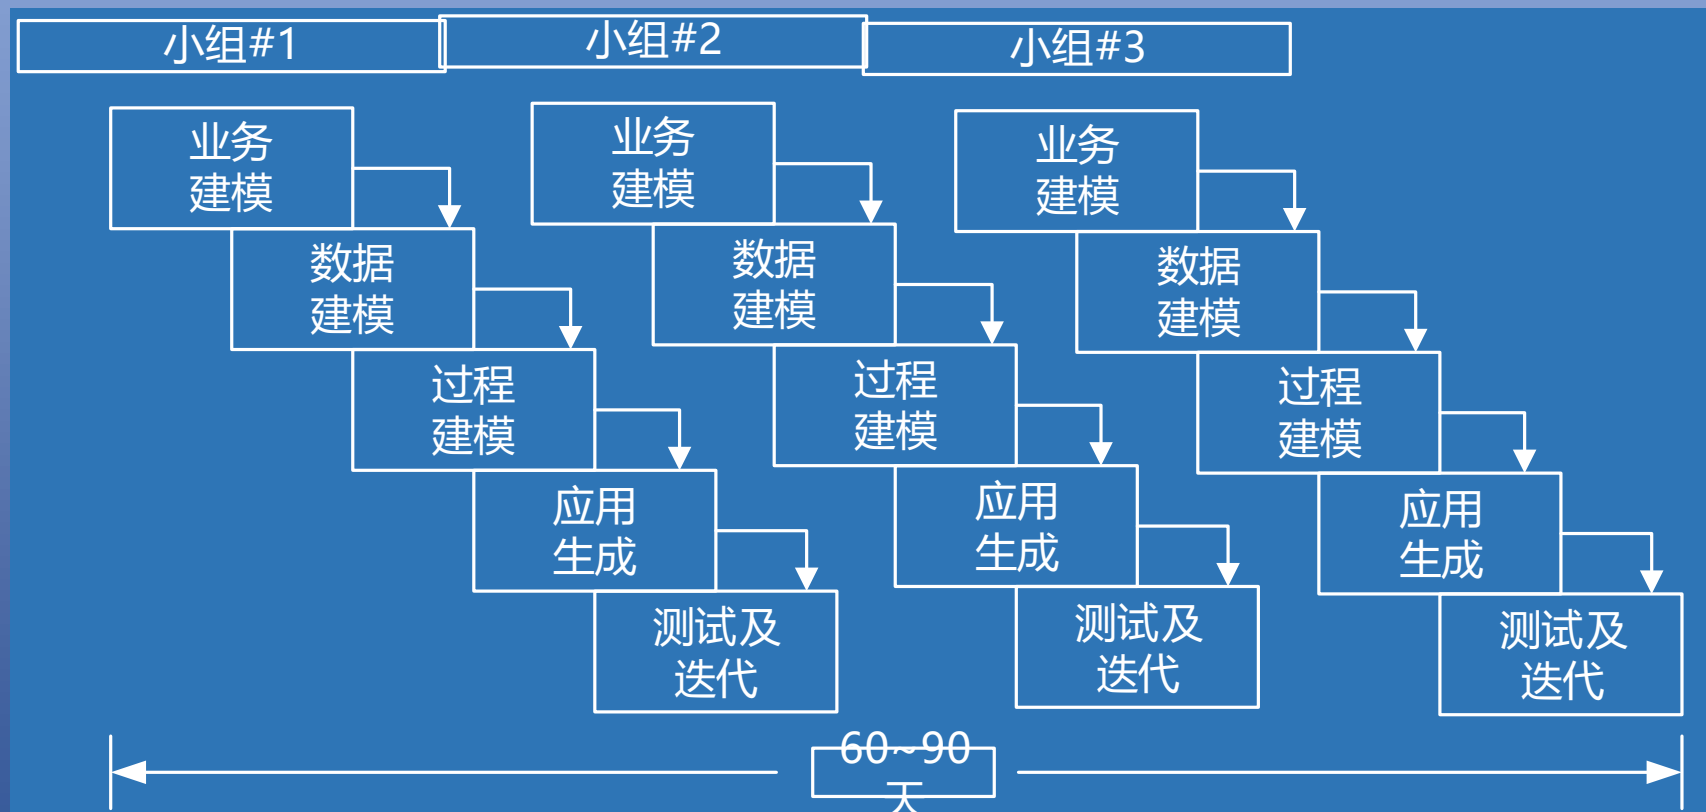 小组#1
小组#2
小组#3
业务
建模
数据
建模
过程
建模
应用
生成
测试及
迭代
业务
建模
数据
建模
过程
建模
应用
生成
测试及
迭代
业务
建模
数据
建模
过程
建模
应用
生成
测试及
迭代
60~90
天